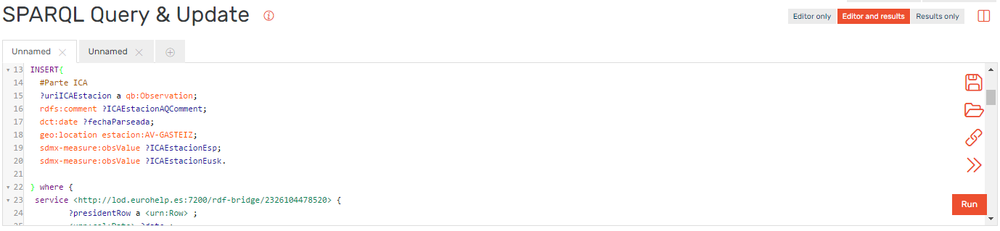 SPARQL Query & Update
Editor only Editor and results Results only
Unnamed Unnamed
13 INSERT{
14 #Parte ICA
15 ?uriICAEstacion a qb:Observation;
16 rdfs:comment ?ICAEstacionAQComment;
17 dct:date ?fechaParseada;
18 geo:location estacion:AV-GASTEIZ;
19 sdmx-measure:obsValue ?ICAEstacionEsp;
20 sdmx-measure:obsValue ?ICAEstacionEusk.
21
22 } where {
23 service <http://lod.eurohelp.es:7200/rdf-bridge/2326104478520> {
24 ?presidentRow a <urn:Row> ;
Run